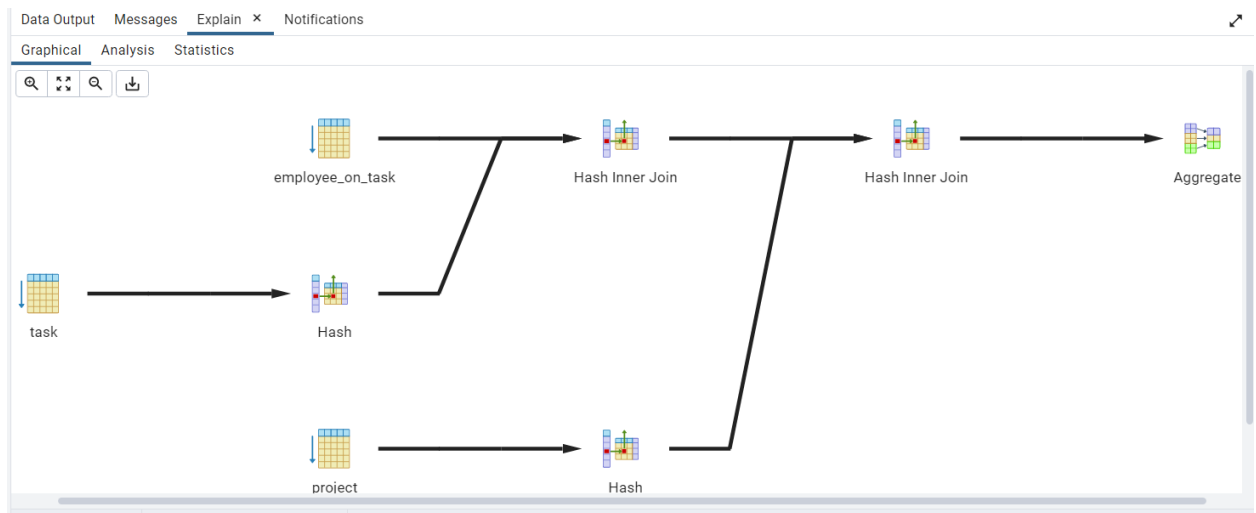 Data Output Messages Explain × Notifications
Graphical Analysis Statistics
employee_on_task
Hash Inner Join
Hash Inner Join
Aggregate
task
Hash
project
Hash